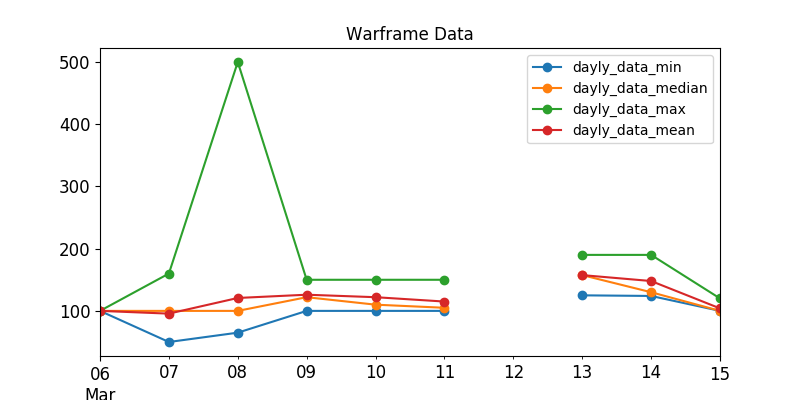 Warframe Data
500
400
300
200
100
dayly_data_min
dayly_data_median
dayly_data_max
dayly_data_mean
06 07 08 09 10 11 12 13 14 15
Mar